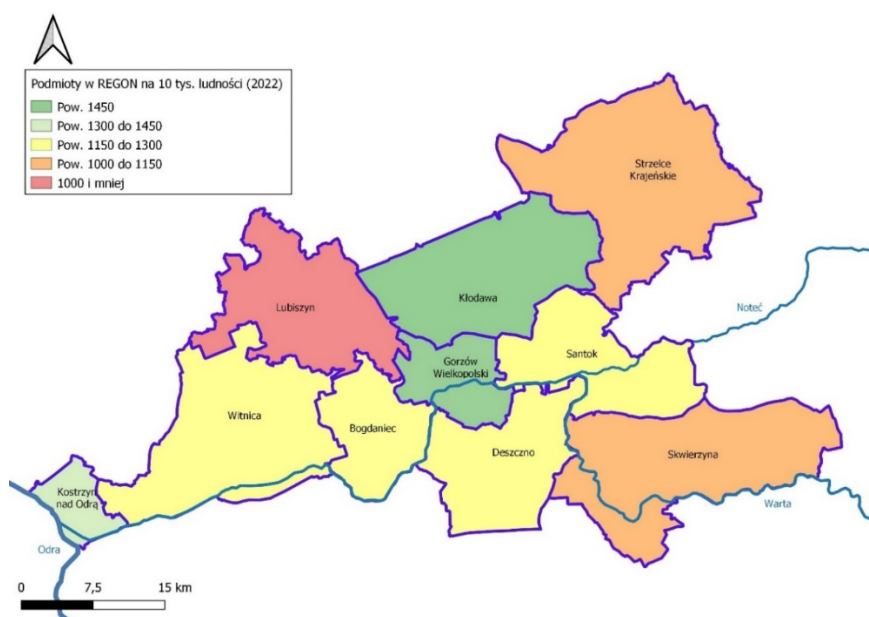 Podmioty w REGON na 10 tys. ludności (2022)
Pow. 1450
Pow. 1300 do 1450
Pow. 1150 do 1300
Pow. 1000 do 1150
1000 i mniej
Strzelce
Krajeńskie
Kłodawa
Lubiszyn
Noteć
Gorzów
Wielkopolski
Santok
Witnica
Bogdaniec
Deszczno
Skwierzyna
Kostrzyn
nad Odrą
Warta
Odra
0 7,5 15 km